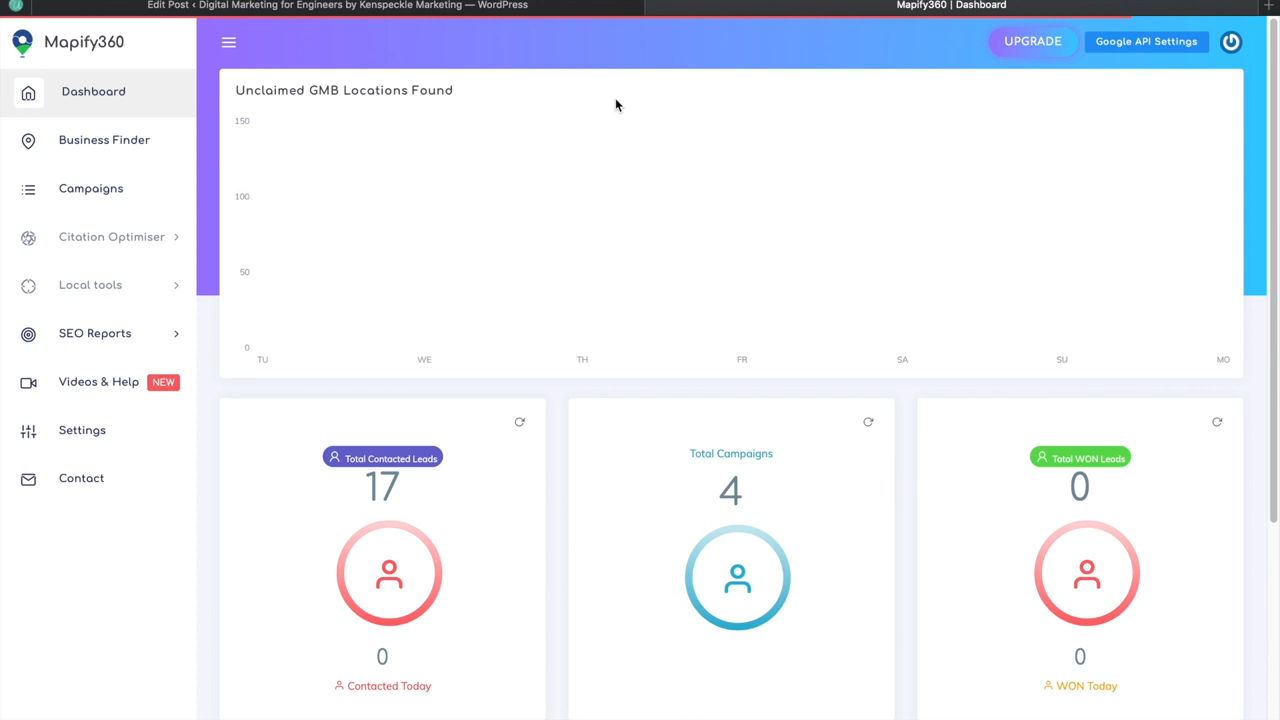 Edit Post ‹ Digital Marketing for Engineers by Kenspeckle Marketing — WordPress
Mapify360 | Dashboard
Mapify360
UPGRADE
Google API Settings
Dashboard
Business Finder
Campaigns
Citation Optimiser
Local tools
SEO Reports
Videos & Help NEW
Settings
Contact
Unclaimed GMB Locations Found
150
100
50
0
TU WE TH FR SA SU MO
Total Contacted Leads
17
0
Contacted Today
Total Campaigns
4
Total WON Leads
0
0
WON Today